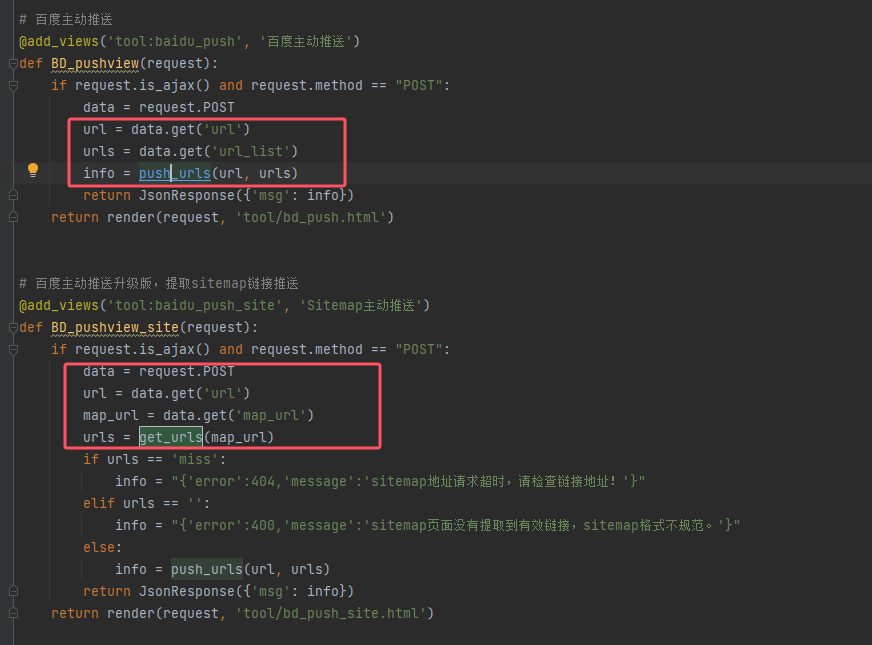 # 百度主动推送
@add_views('tool:baidu_push', '百度主动推送')
def BD_pushview(request):
    if request.is_ajax() and request.method == "POST":
        data = request.POST
        url = data.get('url')
        urls = data.get('url_list')
        info = push_urls(url, urls)
        return JsonResponse({'msg': info})
    return render(request, 'tool/bd_push.html')
# 百度主动推送升级版，提取sitemap链接推送
@add_views('tool:baidu_push_site', 'Sitemap主动推送')
def BD_pushview_site(request):
    if request.is_ajax() and request.method == "POST":
        data = request.POST
        url = data.get('url')
        map_url = data.get('map_url')
        urls = get_urls(map_url)
        if urls == 'miss':
            info = "{'error':404,'message':'sitemap地址请求超时，请检查链接地址！'}"
        elif urls == '':
            info = "{'error':400,'message':'sitemap页面没有提取到有效链接，sitemap格式不规范。'}"
        else:
            info = push_urls(url, urls)
        return JsonResponse({'msg': info})
    return render(request, 'tool/bd_push_site.html')